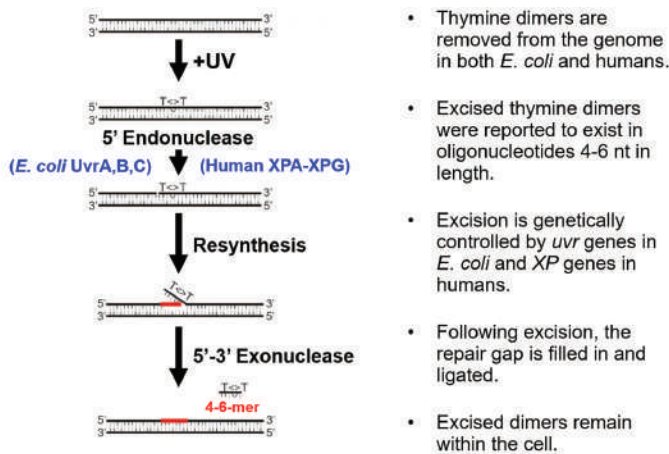 5' 3'
3' 5'
+UV
T<>T
5' 3'
3' 5'
5' Endonuclease
(E. coli UvrA,B,C) (Human XPA-XPG)
T<>T
5' 3'
3' 5'
Resynthesis
T<>T
5' 3'
3' 5'
5'-3' Exonuclease
T<>T
4-6-mer
5' 3'
3' 5'
• Thymine dimers are
removed from the genome
in both E. coli and humans.
• Excised thymine dimers
were reported to exist in
oligonucleotides 4-6 nt in
length.
• Excision is genetically
controlled by uvr genes in
E. coli and XP genes in
humans.
• Following excision, the
repair gap is filled in and
ligated.
• Excised dimers remain
within the cell.